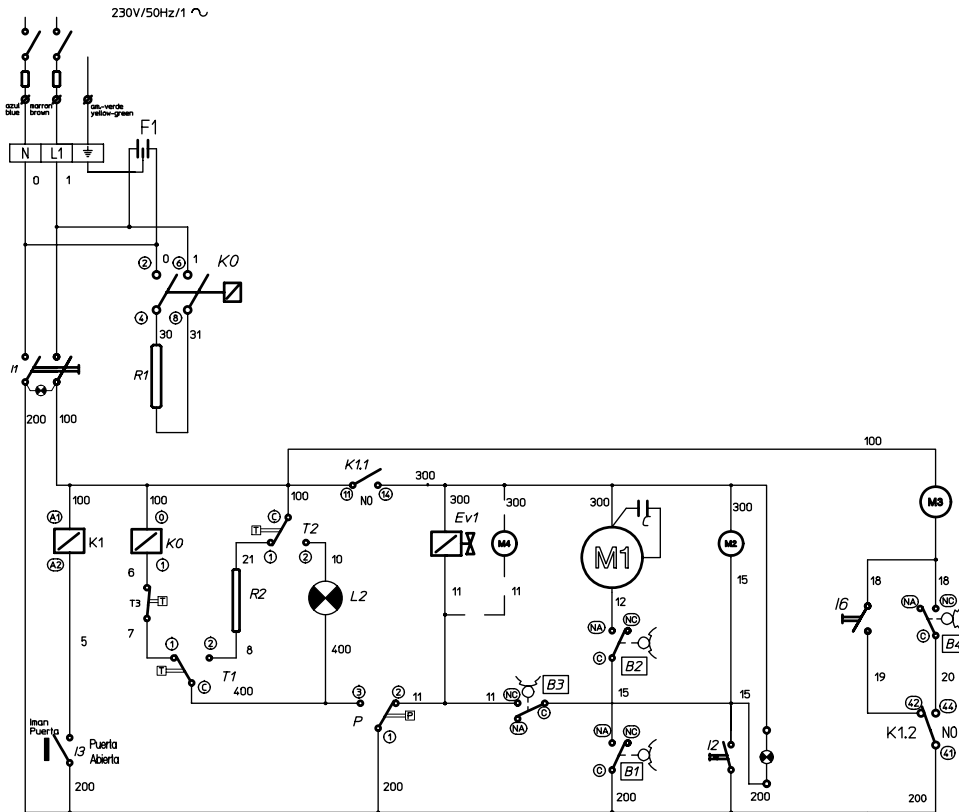 230V/50Hz/1 ~
azul
blue
marron
brown
am.-verde
yellow-green
F1
N L1
0 1
2 0 6 1 K0
4 8
30 31
R1
I1
200 100
100
K1.1
300
11 NO 14
100 100 100 300 300 300 300
M3
A1 0 C Ev1 C
K1 K0 T T2 M4 M1 M2
A2 1 1 2
6 21 10 15
T3 T R2 L2 11 11 12 18 18 I6
7 NA NC NA NC
5 C B2 C B4
1 2 8 400
T T1 15 19 20
C 400 3 2 11 11 NC B3 15
P P NA C 42 44
1 K1.2 NO
Iman
Puerta
I3 Puerta
Abierta
NA NC I2 41
C B1
200 200 200 200 200